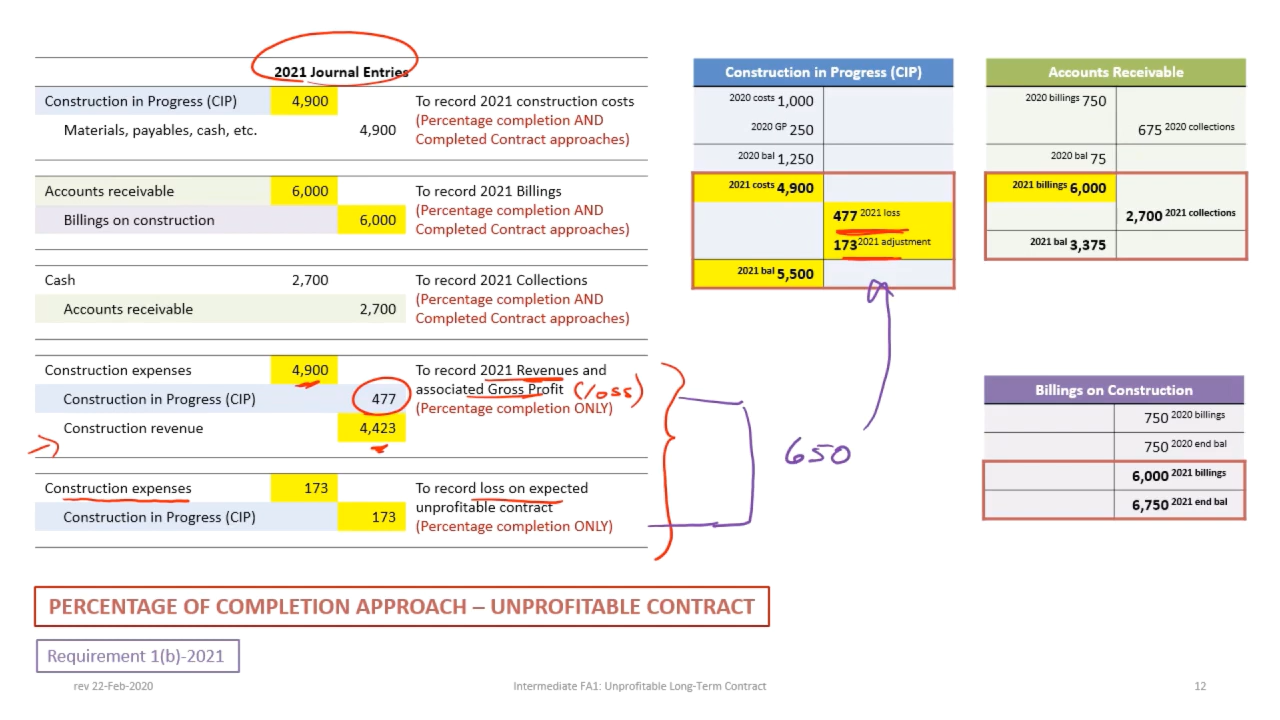 2021 Journal Entries
Construction in Progress (CIP) 4,900 To record 2021 construction costs
(Percentage completion AND
Materials, payables, cash, etc. 4,900
Completed Contract approaches)
Accounts receivable 6,000 To record 2021 Billings
(Percentage completion AND
Billings on construction 6,000
Completed Contract approaches)
Cash 2,700 To record 2021 Collections
(Percentage completion AND
Accounts receivable 2,700
Completed Contract approaches)
Construction expenses 4,900 To record 2021 Revenues and
associated Gross Profit (loss)
Construction in Progress (CIP) 477
(Percentage completion ONLY)
Construction revenue 4,423
Construction expenses 173 To record loss on expected
unprofitable contract
Construction in Progress (CIP) 173
(Percentage completion ONLY)
650
Construction in Progress (CIP)
2020 costs 1,000
2020 GP 250
2020 bal 1,250
2021 costs 4,900
477 2021 loss
173 2021 adjustment
2021 bal 5,500
Accounts Receivable
2020 billings 750
675 2020 collections
2020 bal 75
2021 billings 6,000
2,700 2021 collections
2021 bal 3,375
Billings on Construction
750 2020 billings
750 2020 end bal
6,000 2021 billings
6,750 2021 end bal
PERCENTAGE OF COMPLETION APPROACH – UNPROFITABLE CONTRACT
Requirement 1(b)-2021
rev 22-Feb-2020 Intermediate FA1: Unprofitable Long-Term Contract 12